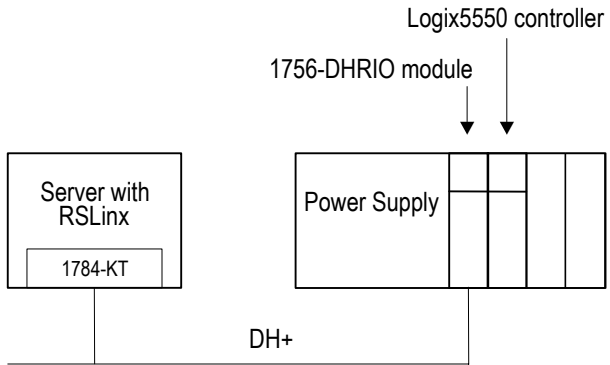 Logix5550 controller
1756-DHRIO module
Server with
RSLinx
1784-KT
Power Supply
DH+